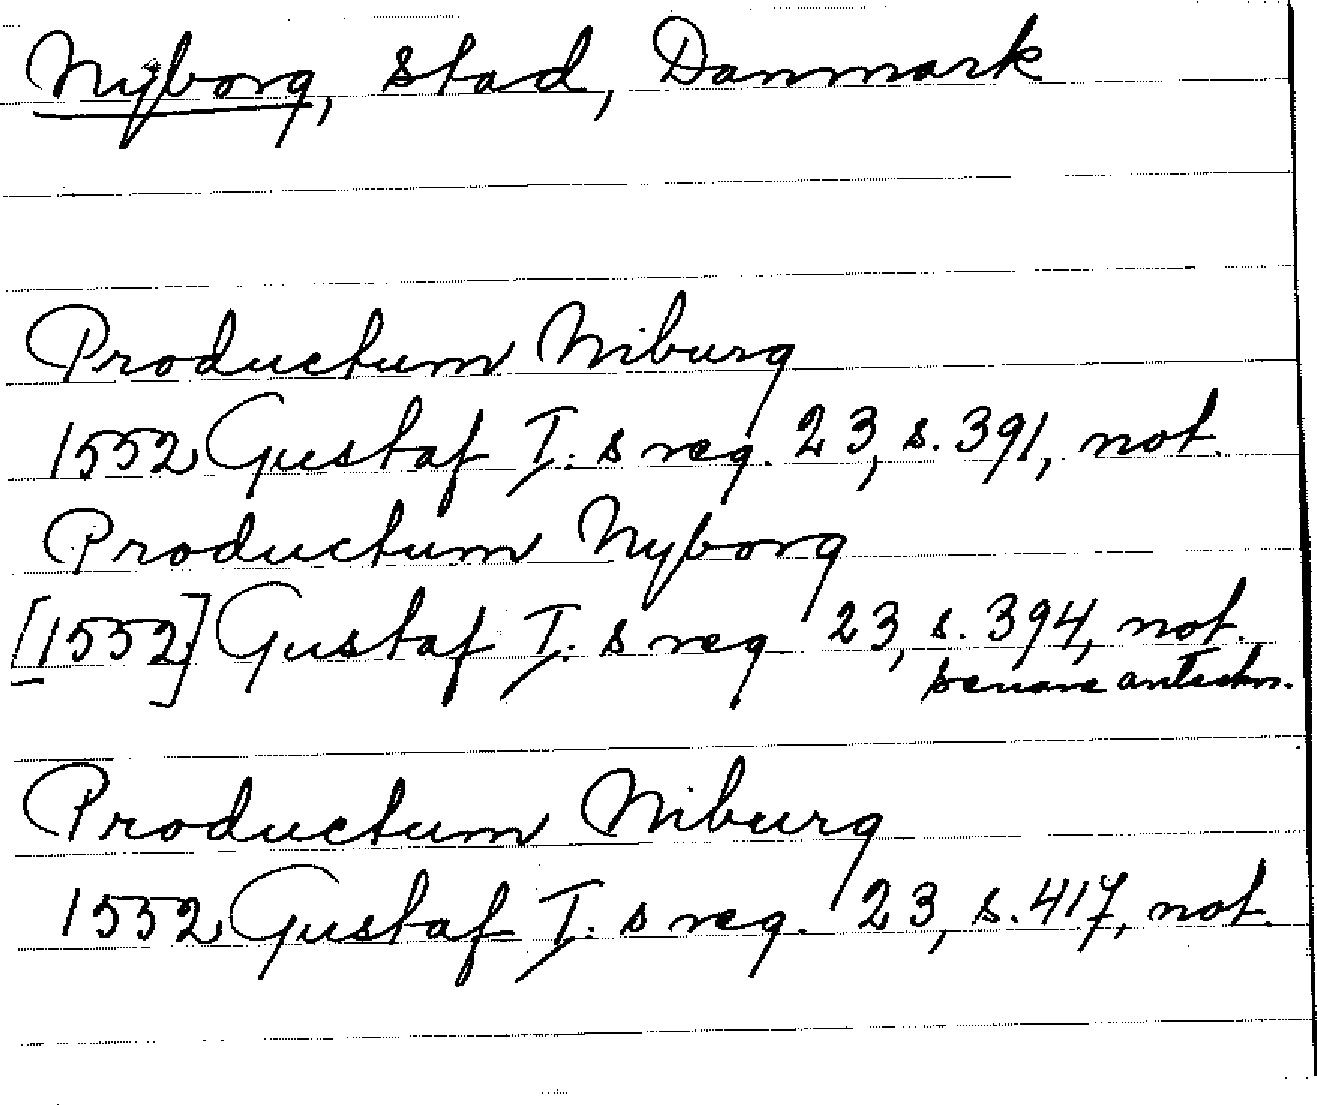 Nyborg, stad, Danmark
Productum Niburg
1552 Gustaf I:s reg. 23, s. 391, not.
Productum Nyborg
[1552] Gustaf I:s reg 23, s. 394, not.
senare anteckn.
Productum Niburg
1552 Gustaf I:s reg. 23, s. 417, not.